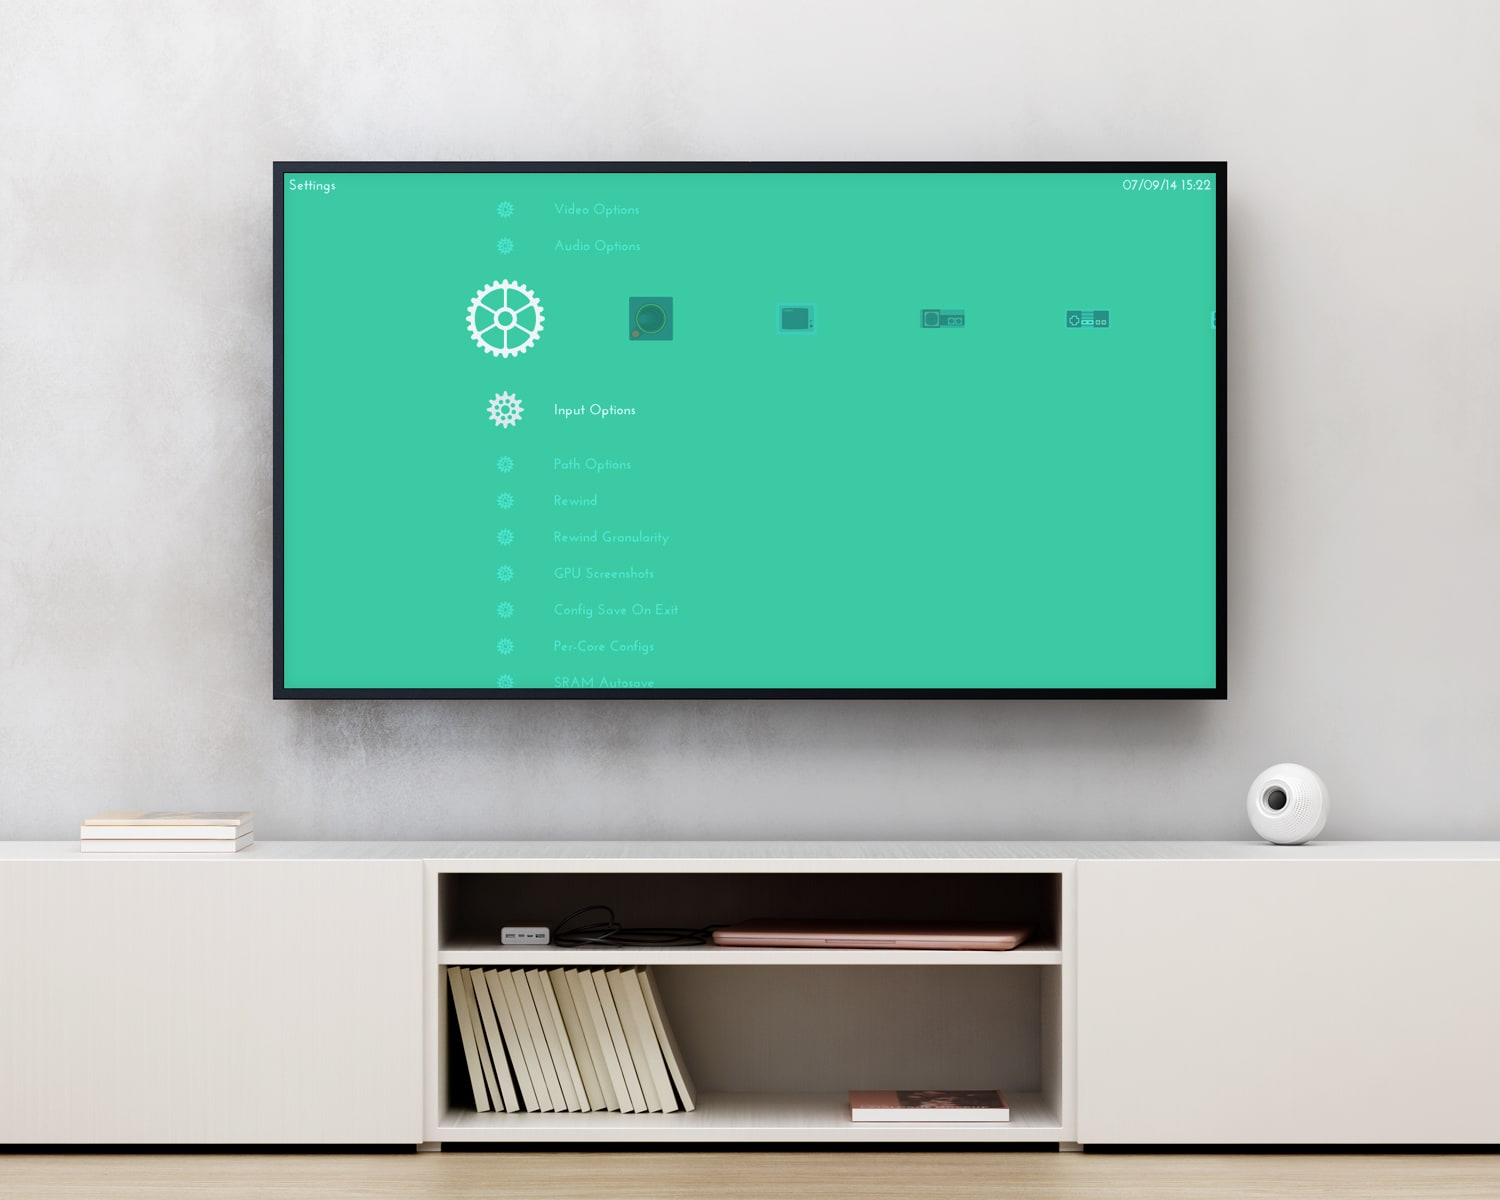 Settings
07/09/14 15:22
Video Options
Audio Options
Input Options
Path Options
Rewind
Rewind Granularity
GPU Screenshots
Config Save On Exit
Per-Core Configs
SRAM Autosave